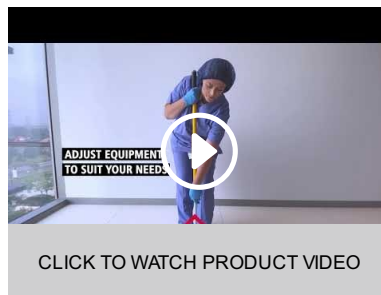 ADJUST EQUIPMENT
TO SUIT YOUR NEEDS
CLICK TO WATCH PRODUCT VIDEO